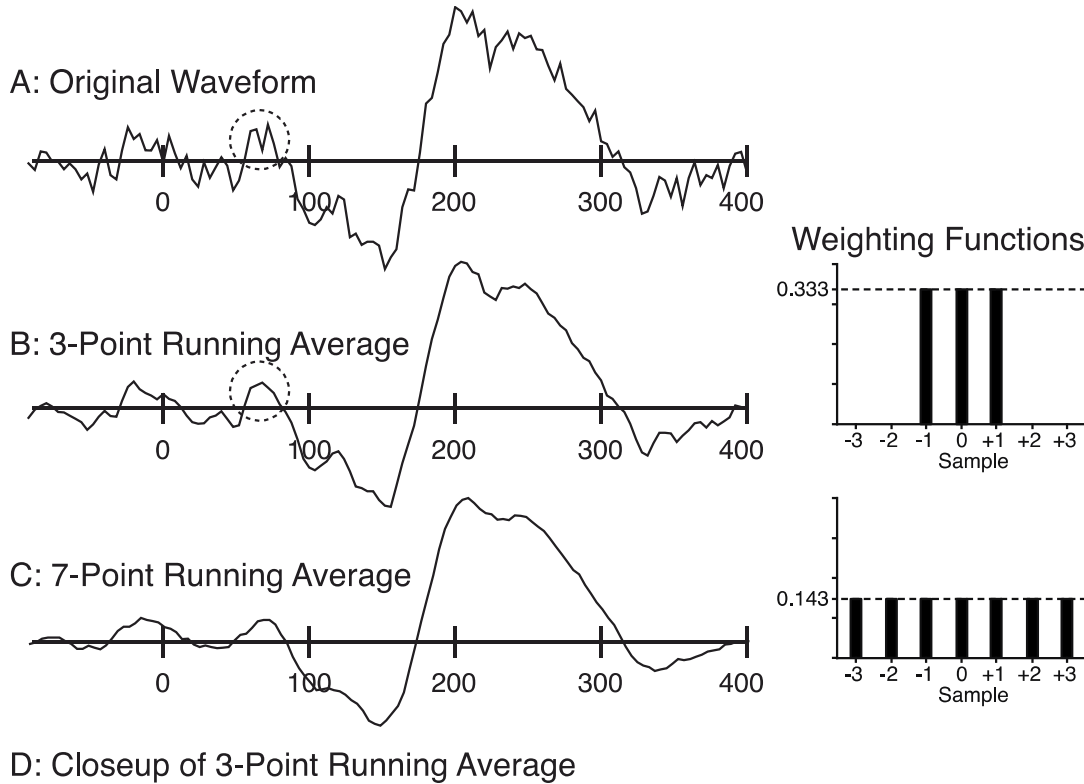 A: Original Waveform
0 100 200 300 400
Weighting Functions
B: 3-Point Running Average
0 100 200 300 400
0.333
-3 -2 -1 0 +1 +2 +3
Sample
C: 7-Point Running Average
0 100 200 300 400
0.143
-3 -2 -1 0 +1 +2 +3
Sample
D: Closeup of 3-Point Running Average